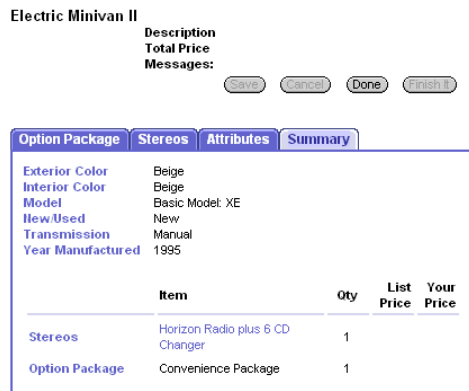 Electric Minivan II
Description
Total Price
Messages:
Save Cancel Done Finish It
Option Package Stereos Attributes Summary
Exterior Color Beige
Interior Color Beige
Model Basic Model: XE
New/Used New
Transmission Manual
Year Manufactured 1995
Item Qty List Price Your Price
Stereos Horizon Radio plus 6 CD Changer 1
Option Package Convenience Package 1